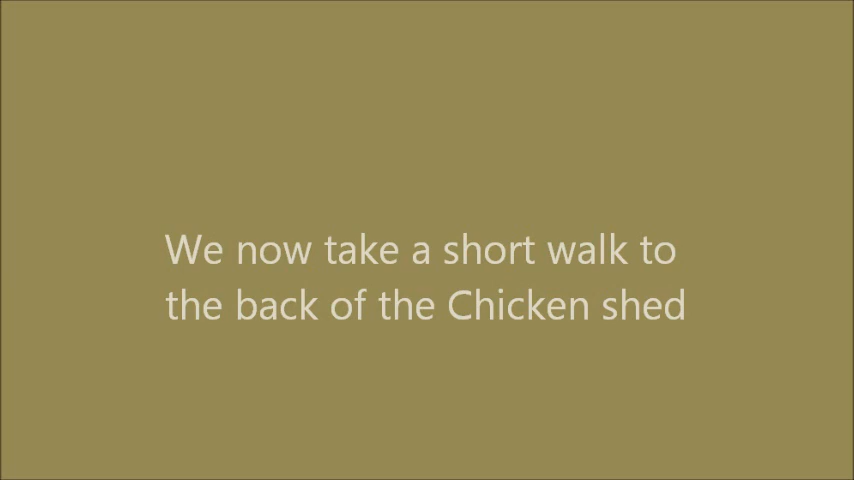 We now take a short walk to
the back of the Chicken shed